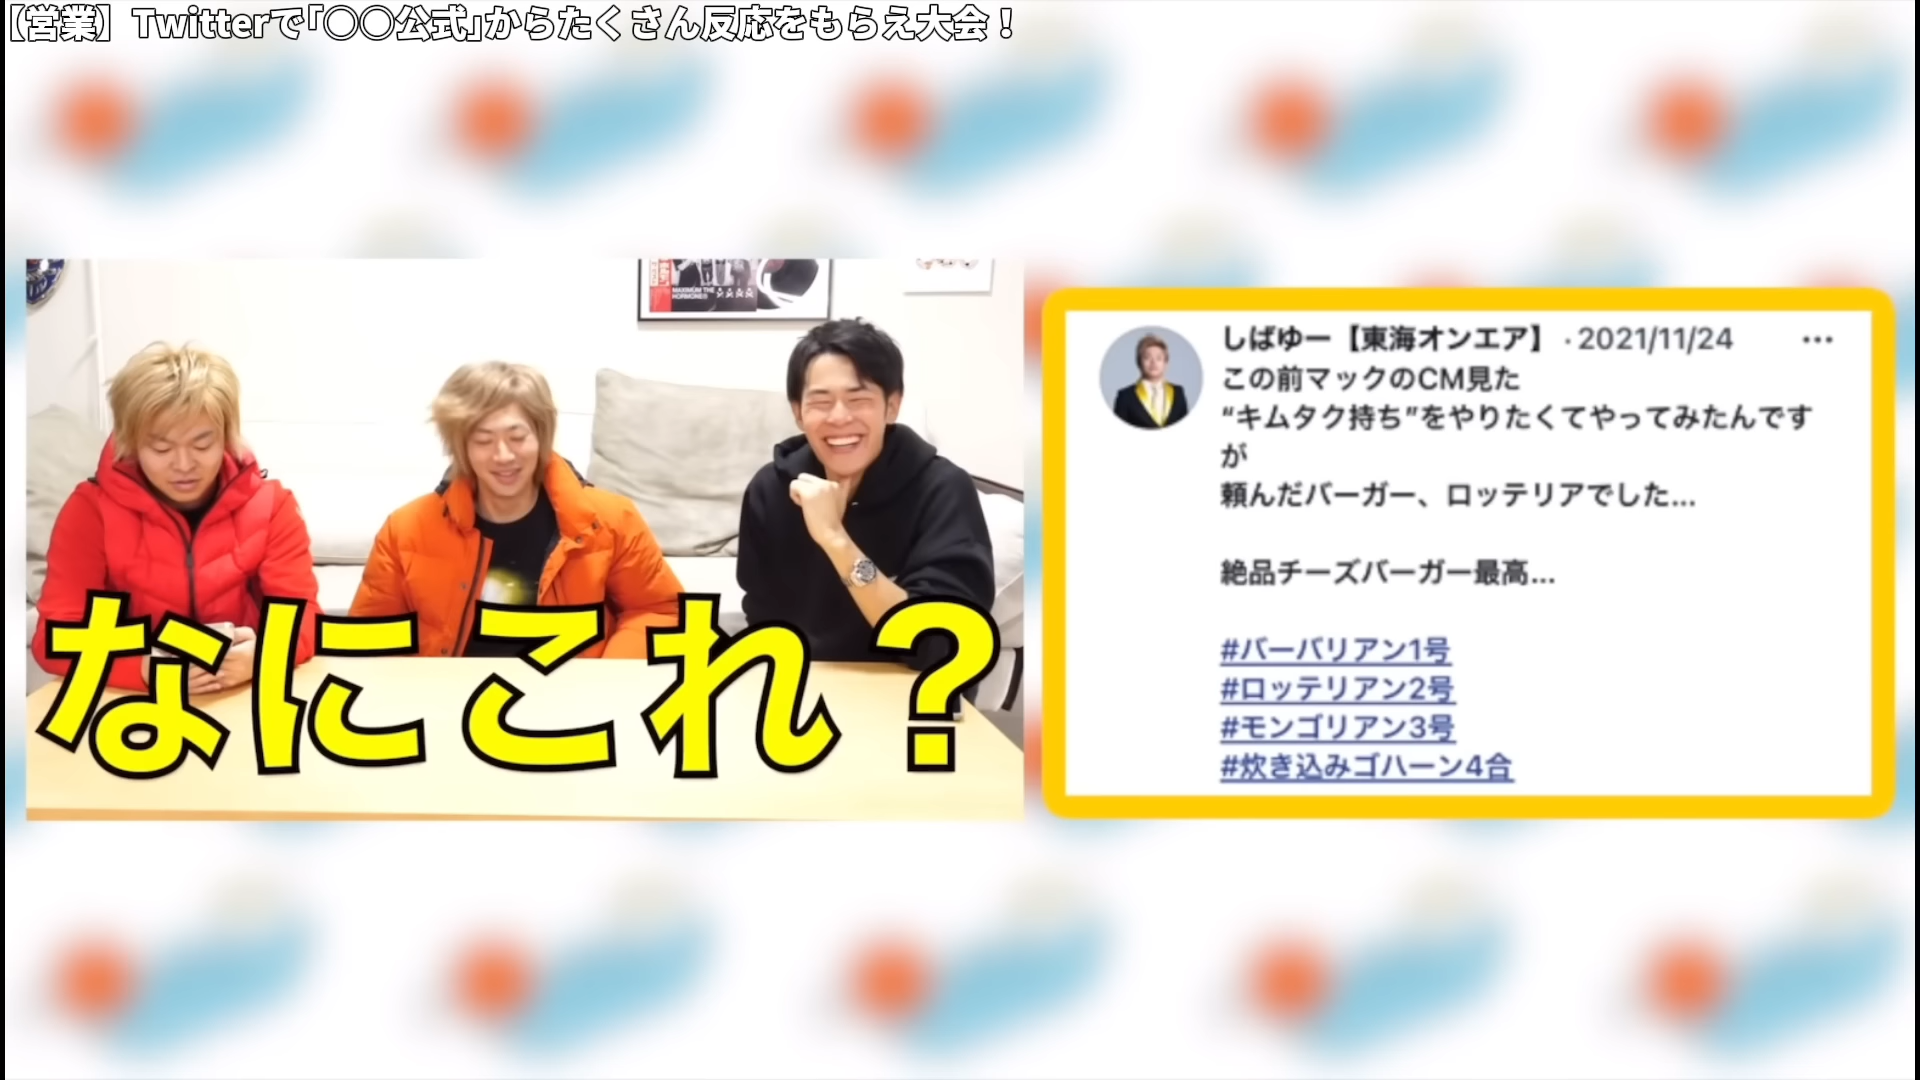 【営業】Twitterで｢〇〇公式｣からたくさん反応をもらえ大会！
MAXIMUM THE
HORMONE
なにこれ？
しばゆー【東海オンエア】 · 2021/11/24 …
この前マックのCM見た
“キムタク持ち”をやりたくてやってみたんです
が
頼んだバーガー、ロッテリアでした…
絶品チーズバーガー最高…
#バーバリアン1号
#ロッテリアン2号
#モンゴリアン3号
#炊き込みゴハーン4合